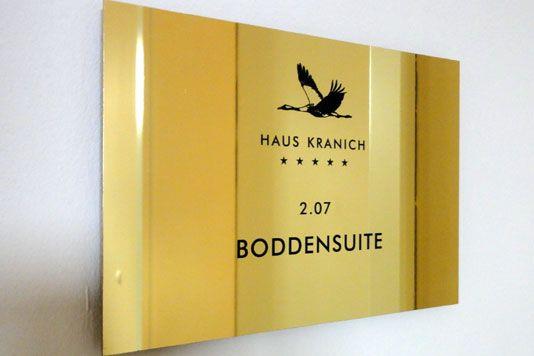 HAUS KRANICH
★★★★★
2.07
BODDENSUITE